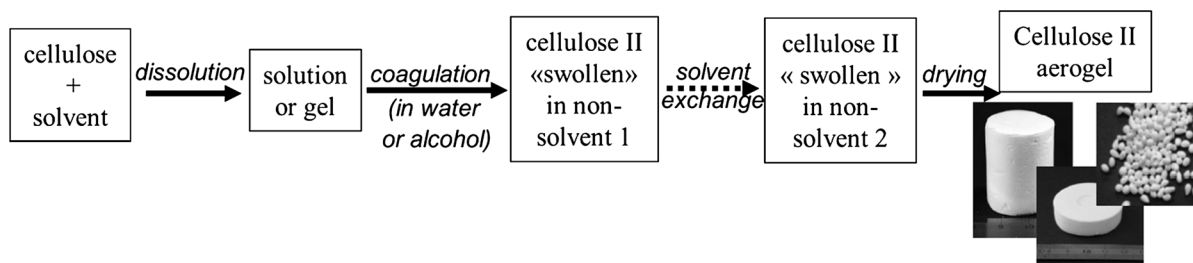 cellulose
+
solvent
dissolution
solution
or gel
coagulation
(in water
or alcohol)
cellulose II
«swollen»
in non-
solvent 1
solvent
exchange
cellulose II
« swollen »
in non-
solvent 2
drying
Cellulose II
aerogel